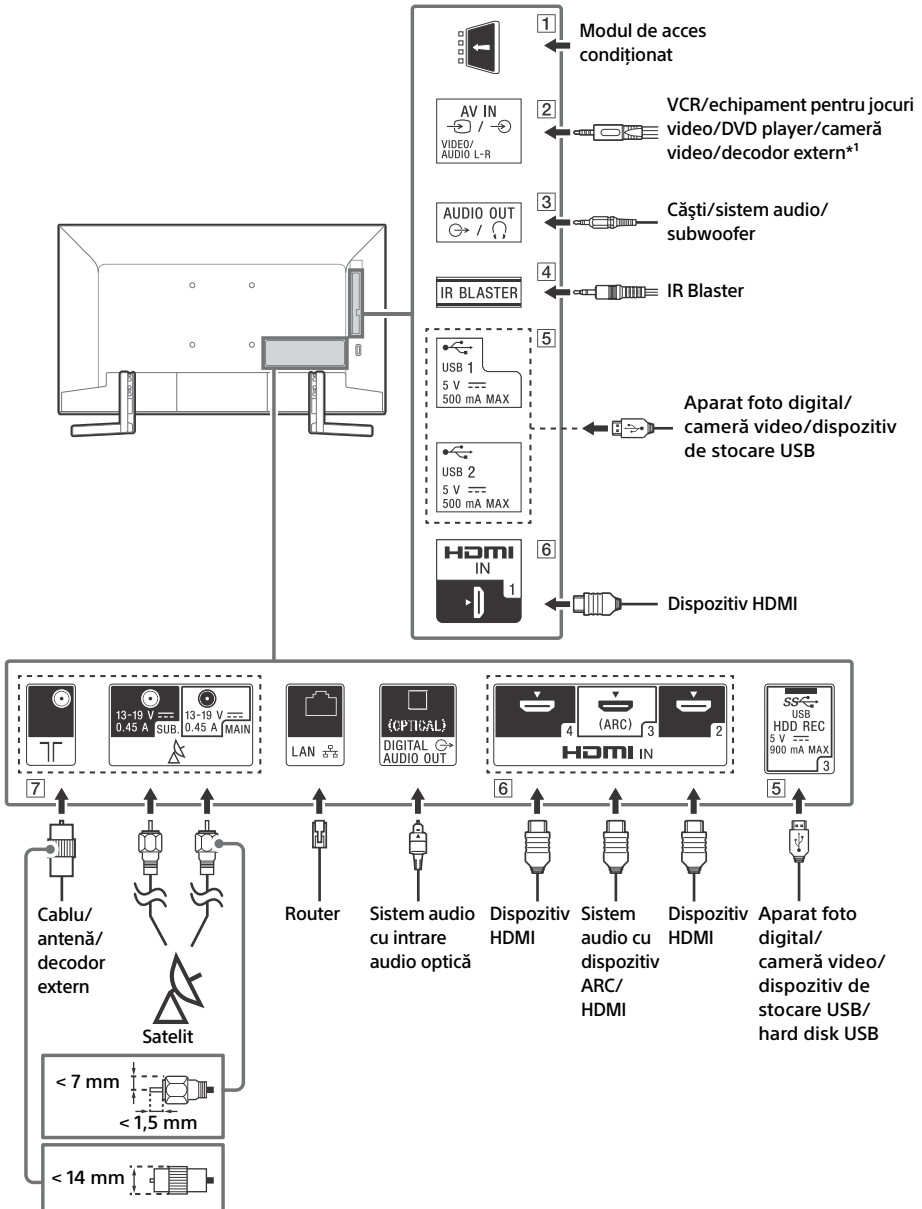 1
Modul de acces
condiționat
AV IN
/
VIDEO/
AUDIO L-R
2
VCR/echipament pentru jocuri
video/DVD player/cameră
video/decodor extern*1
AUDIO OUT
/
3
Căşti/sistem audio/
subwoofer
4
IR BLASTER
IR Blaster
5
USB 1
5 V
500 mA MAX
Aparat foto digital/
cameră video/dispozitiv
de stocare USB
USB 2
5 V
500 mA MAX
6
HDMI
IN
1
Dispozitiv HDMI
13-19 V
0.45 A
SUB.
13-19 V
0.45 A
MAIN
LAN
(OPTICAL)
DIGITAL
AUDIO OUT
4
(ARC)
3
2
HDMI IN
SS
USB
HDD REC
5 V
900 mA MAX
3
7
6
5
Cablu/
antenă/
decodor
extern
Satelit
Router
Sistem audio
cu intrare
audio optică
Dispozitiv
HDMI
Sistem
audio cu
dispozitiv
ARC/
HDMI
Dispozitiv
HDMI
Aparat foto
digital/
cameră video/
dispozitiv de
stocare USB/
hard disk USB
< 7 mm
< 1,5 mm
< 14 mm